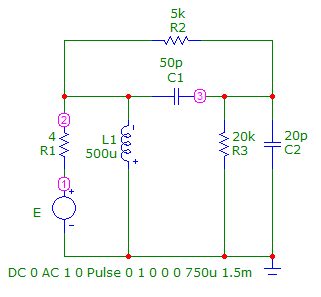 5k
R2
50p
C1
3
2
4
R1
L1
500u
20k
R3
20p
C2
1
+
E
-
-
+
DC 0 AC 1 0 Pulse 0 1 0 0 0 750u 1.5m